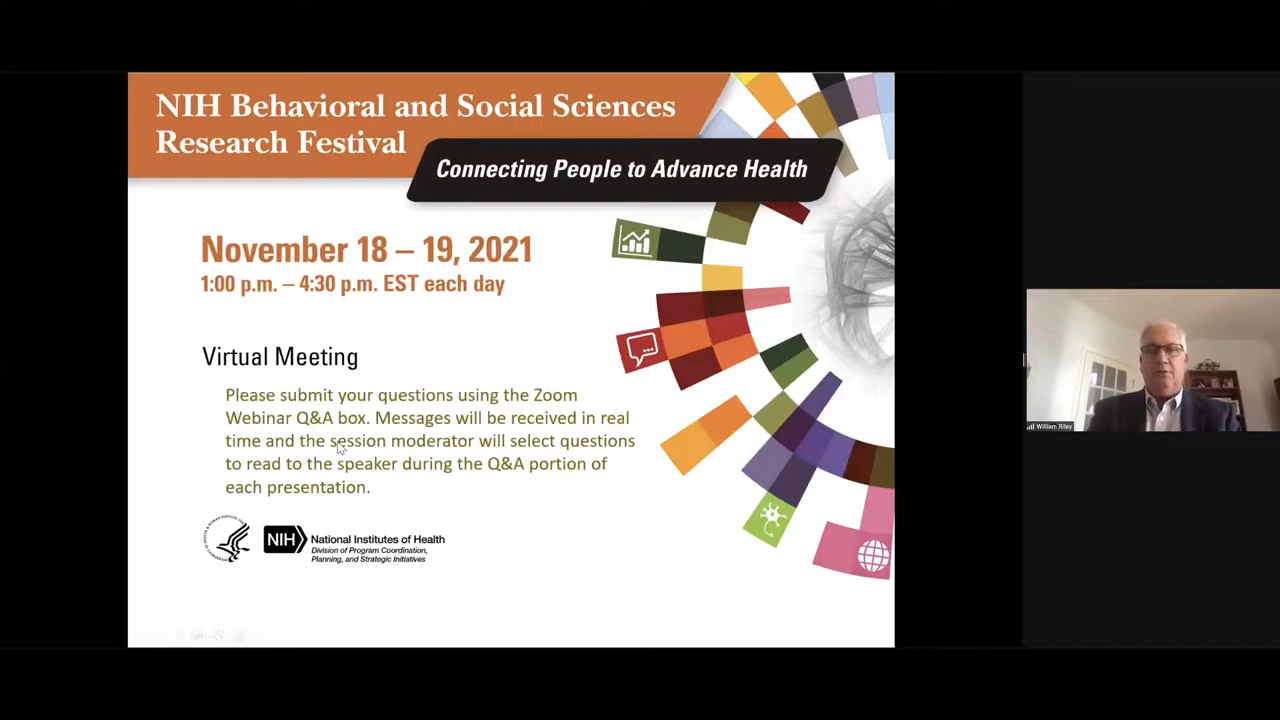 NIH Behavioral and Social Sciences
Research Festival
Connecting People to Advance Health
November 18 – 19, 2021
1:00 p.m. – 4:30 p.m. EST each day
Virtual Meeting
Please submit your questions using the Zoom
Webinar Q&A box. Messages will be received in real
time and the session moderator will select questions
to read to the speaker during the Q&A portion of
each presentation.
NIH
National Institutes of Health
Division of Program Coordination,
Planning, and Strategic Initiatives
William Riley